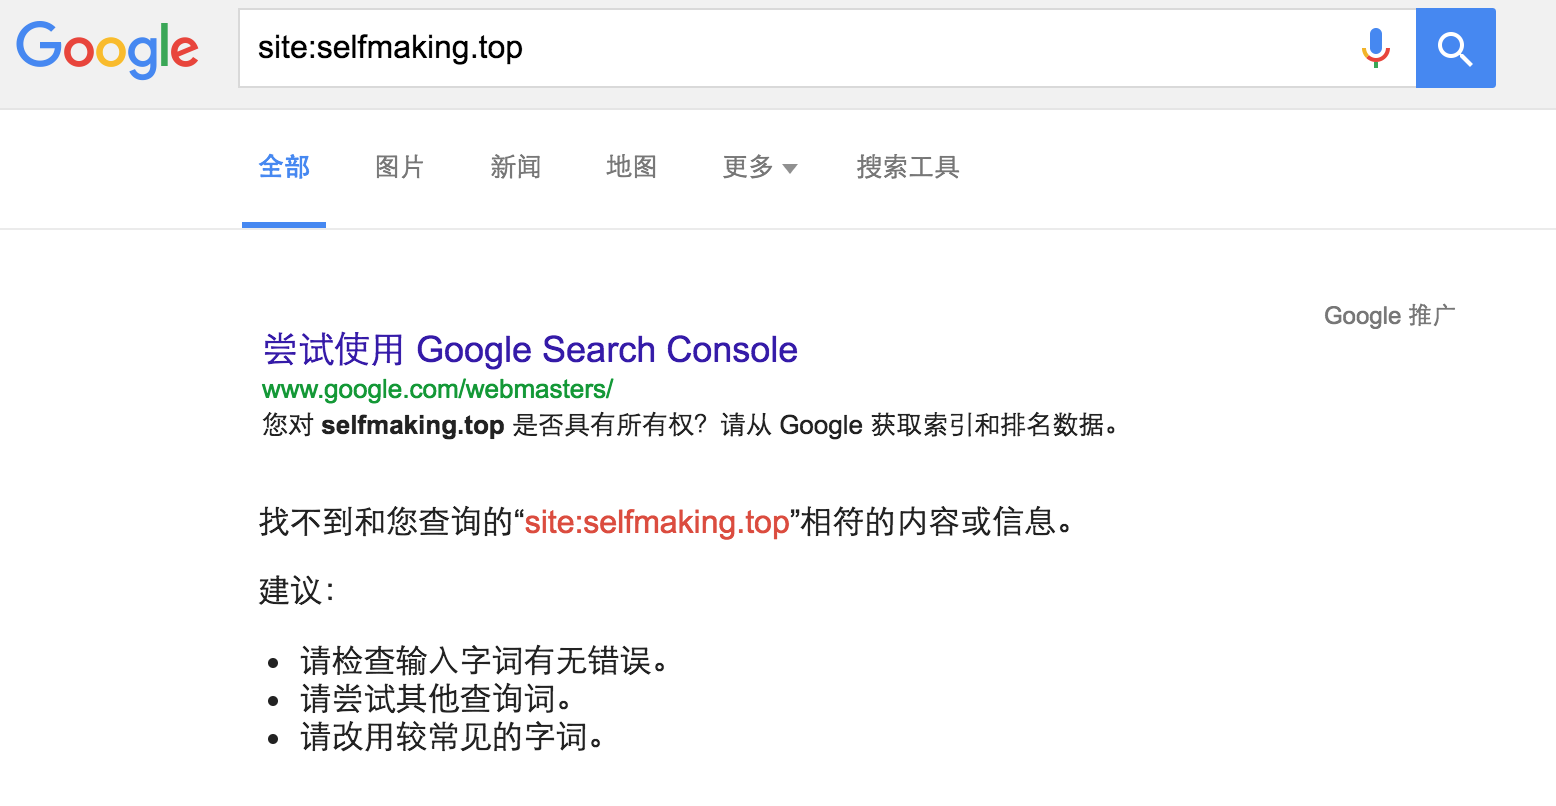 Google
site:selfmaking.top
全部 图片 新闻 地图 更多 搜索工具
Google 推广
尝试使用 Google Search Console
www.google.com/webmasters/
您对 selfmaking.top 是否具有所有权？请从 Google 获取索引和排名数据。
找不到和您查询的“site:selfmaking.top”相符的内容或信息。
建议：
请检查输入字词有无错误。
请尝试其他查询词。
请改用较常见的字词。